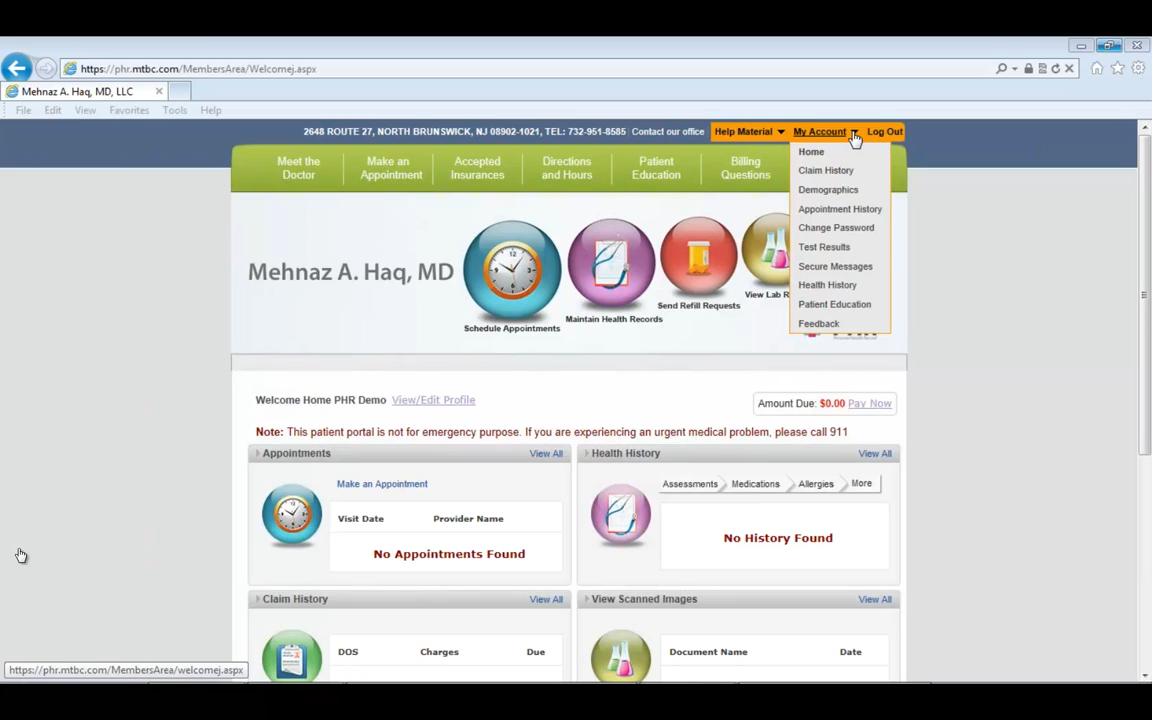 https://phr.mtbc.com/MembersArea/Welcomej.aspx
Mehnaz A. Haq, MD, LLC
File Edit View Favorites Tools Help
2648 ROUTE 27, NORTH BRUNSWICK, NJ 08902-1021, TEL: 732-951-8585 Contact our office Help Material My Account Log Out
Meet the Doctor
Make an Appointment
Accepted Insurances
Directions and Hours
Patient Education
Billing Questions
Home
Claim History
Demographics
Appointment History
Change Password
Test Results
Secure Messages
Health History
Patient Education
Feedback
Mehnaz A. Haq, MD
Schedule Appointments
Maintain Health Records
Send Refill Requests
View Lab R
Welcome Home PHR Demo View/Edit Profile
Amount Due: $0.00 Pay Now
Note: This patient portal is not for emergency purpose. If you are experiencing an urgent medical problem, please call 911
Appointments View All
Make an Appointment
Visit Date Provider Name
No Appointments Found
Health History View All
Assessments Medications Allergies More
No History Found
Claim History View All
DOS Charges Due
View Scanned Images View All
Document Name Date
https://phr.mtbc.com/MembersArea/welcomej.aspx